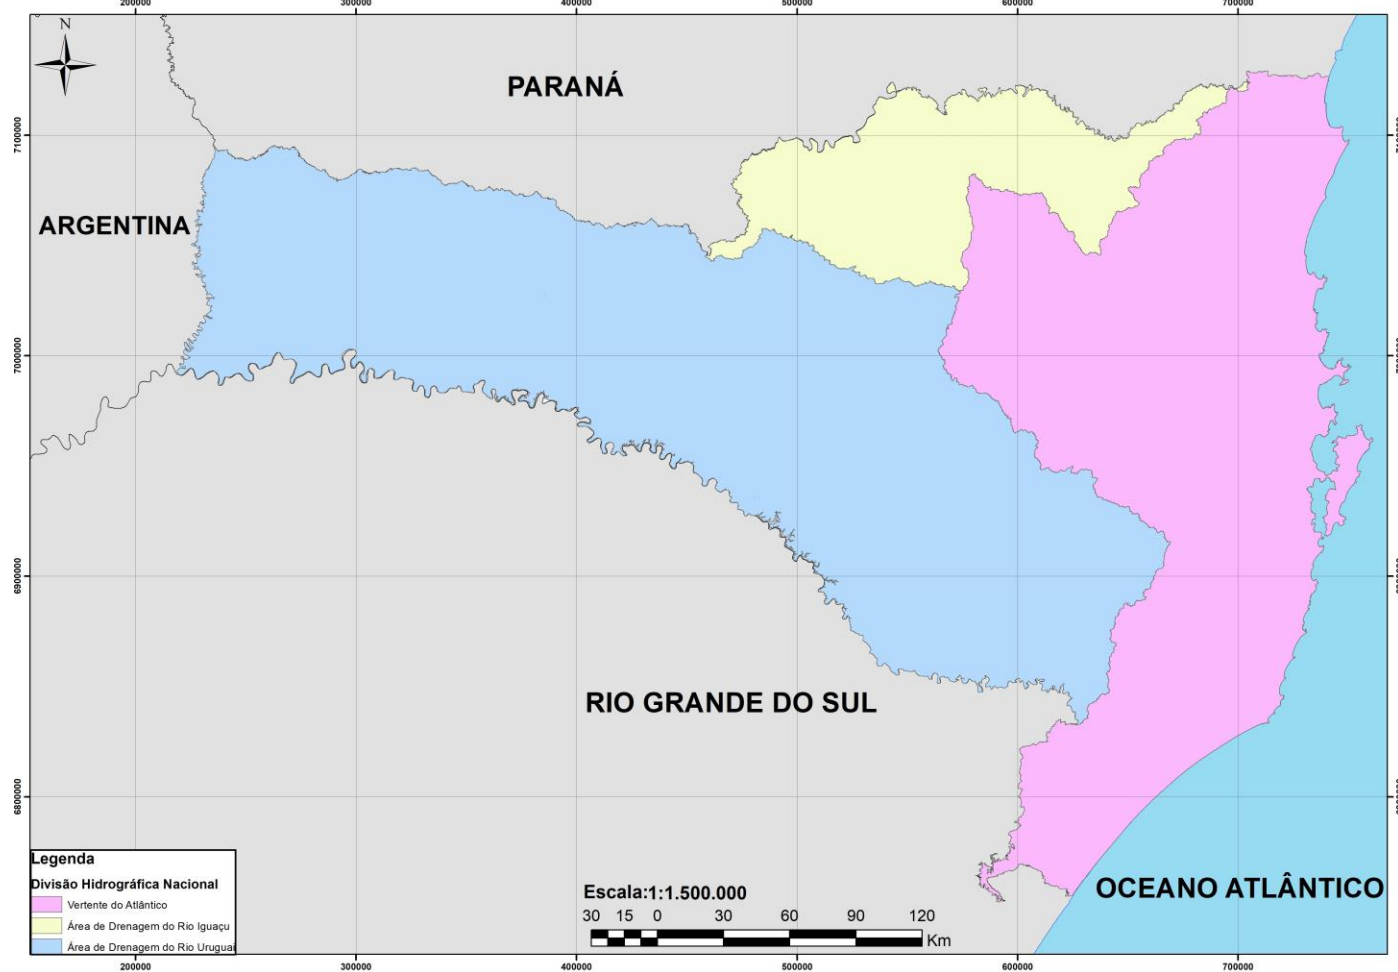 200000 300000 400000 500000 600000 700000
N
PARANÁ
7100000
ARGENTINA
7000000
6900000
RIO GRANDE DO SUL
6800000
Legenda
Divisão Hidrográfica Nacional
Vertente do Atlântico
Área de Drenagem do Rio Iguaçu
Área de Drenagem do Rio Uruguai
Escala:1:1.500.000
30 15 0 30 60 90 120
Km
OCEANO ATLÂNTICO
200000 300000 400000 500000 600000 700000